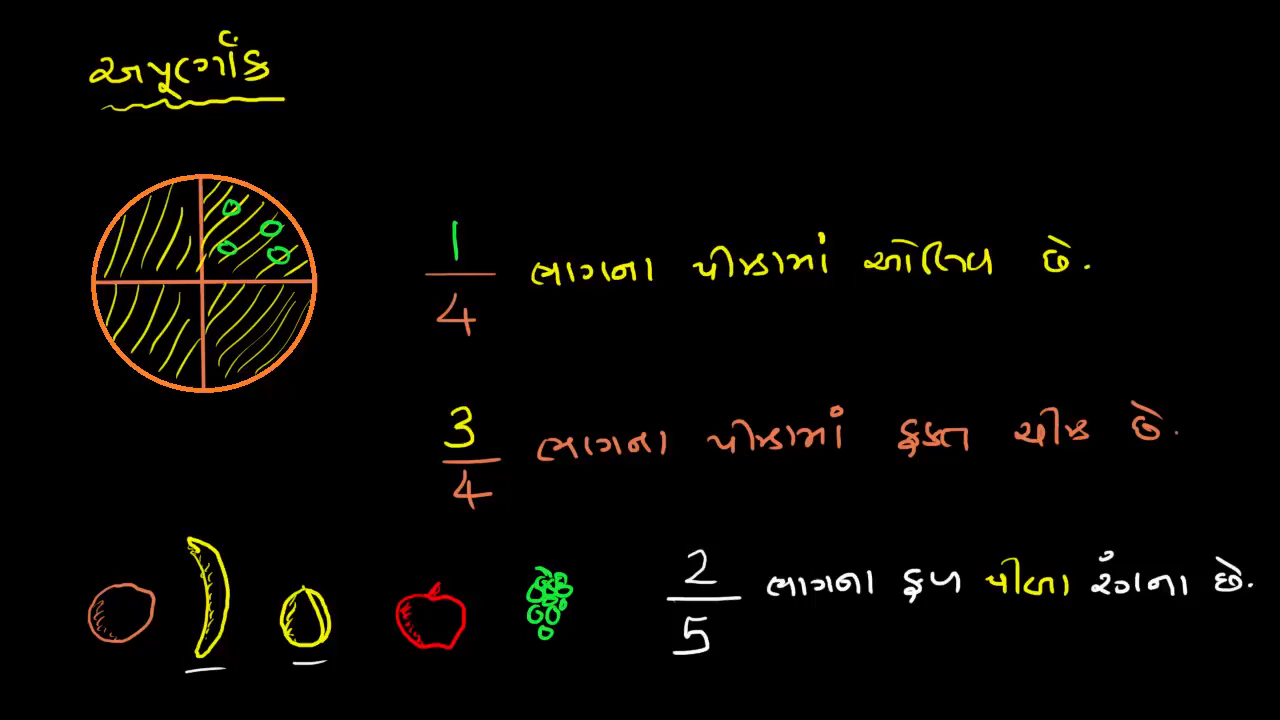 અપૂર્ણાંક
1/4 ભાગના પીઝામાં ઓલિવ છે.
3/4 ભાગના પીઝામાં ફક્ત ચીઝ છે.
2/5 ભાગના ફળ પીળા રંગના છે.